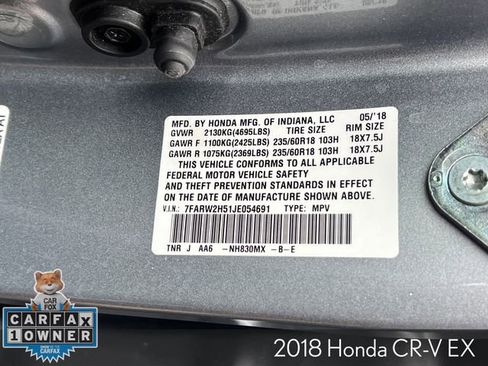 MFD. BY HONDA MFG. OF INDIANA, LLC 05/'18
GVWR 2130KG(4695LBS) TIRE SIZE RIM SIZE
GAWR F 1100KG(2425LBS) 235/60R18 103H 18X7.5J
GAWR R 1075KG(2369LBS) 235/60R18 103H 18X7.5J
THIS VEHICLE CONFORMS TO ALL APPLICABLE
FEDERAL MOTOR VEHICLE SAFETY
AND THEFT PREVENTION STANDARDS IN EFFECT
ON THE DATE OF MANUFACTURE SHOWN ABOVE.
V.I.N.: 7FARW2H51JE054691 TYPE: MPV
TNR J AA6 -NH830MX -B-E
CAR
FOX
CARFAX
1 OWNER
CARFAX
2018 Honda CR-V EX